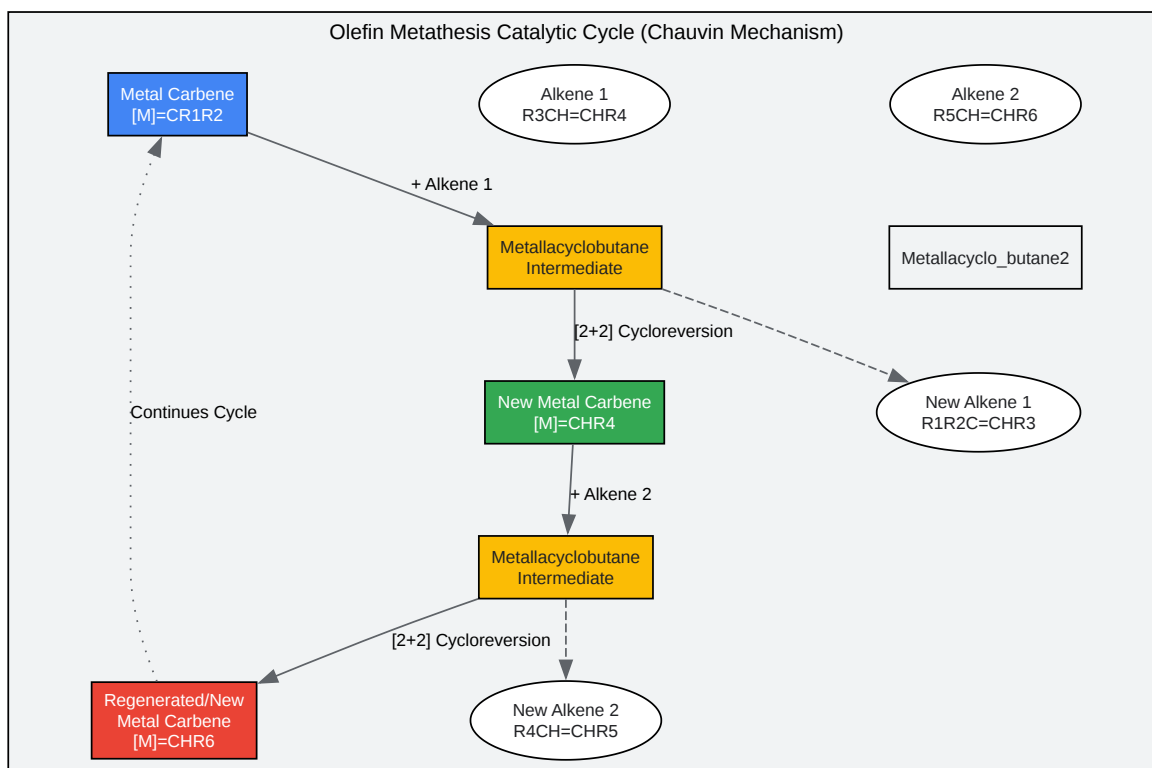 Olefin Metathesis Catalytic Cycle (Chauvin Mechanism)
Metal Carbene
[M]=CR1R2
Alkene 1
R3CH=CHR4
Alkene 2
R5CH=CHR6
+ Alkene 1
Metallacyclobutane
Intermediate
Metallacyclo_butane2
[2+2] Cycloreversion
New Metal Carbene
[M]=CHR4
New Alkene 1
R1R2C=CHR3
Continues Cycle
+ Alkene 2
Metallacyclobutane
Intermediate
[2+2] Cycloreversion
Regenerated/New
Metal Carbene
[M]=CHR6
New Alkene 2
R4CH=CHR5